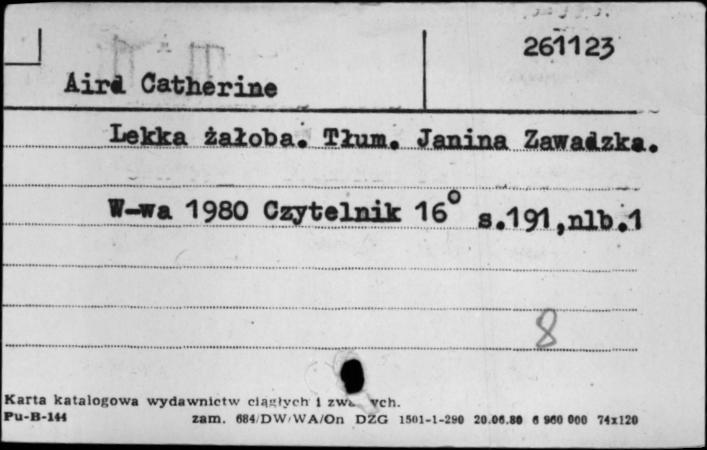 261123
Aird Catherine
Lekka żałoba. Tłum. Janina Zawadzka.
W-wa 1980 Czytelnik 16° s.191,nlb.1
8
Karta katalogowa wydawnictw ciągłych i
Pu-B-144 zam. 684/DW/WA/On DZG 1501-1-290 20.06.80 6 960 000 74x120